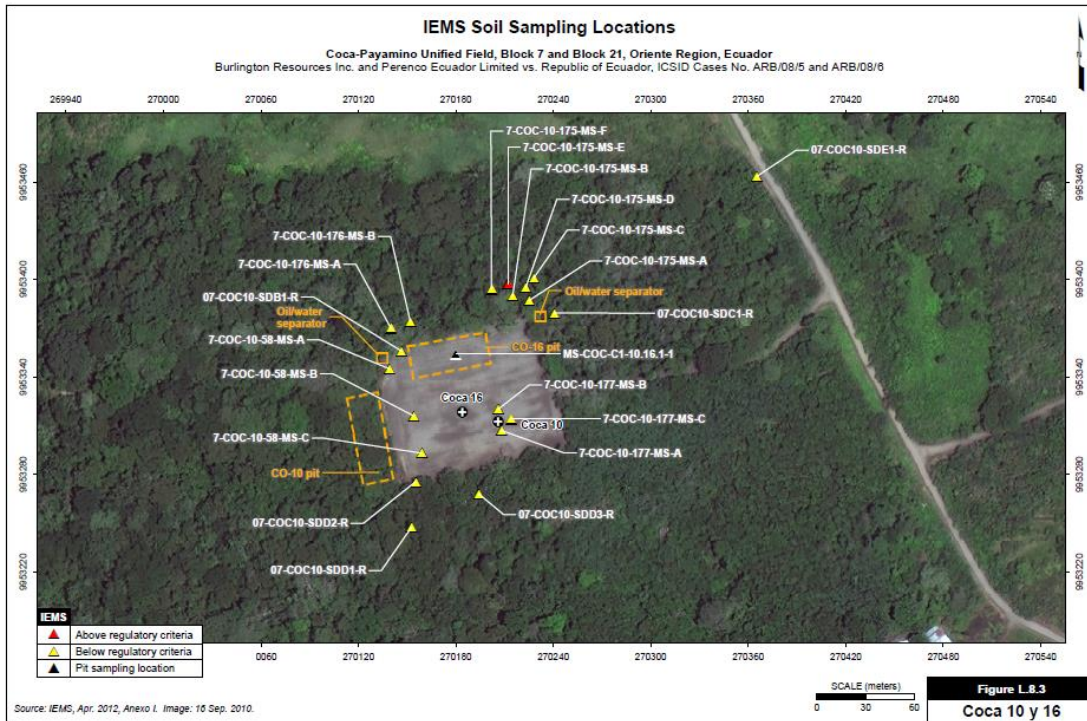 IEMS Soil Sampling Locations
Coca-Payamino Unified Field, Block 7 and Block 21, Oriente Region, Ecuador
Burlington Resources Inc. and Perenco Ecuador Limited vs. Republic of Ecuador, ICSID Cases No. ARB/08/5 and ARB/08/6
269940 270000 270060 270120 270180 270240 270300 270360 270420 270480 270540
7-COC-10-175-MS-F
7-COC-10-175-MS-E
07-COC10-SDE1-R
7-COC-10-175-MS-B
9953460 9953460
7-COC-10-175-MS-D
7-COC-10-176-MS-B
7-COC-10-175-MS-C
7-COC-10-176-MS-A
7-COC-10-175-MS-A
9953400 9953400
Oil/water separator
07-COC10-SDB1-R
Oil/water
separator
07-COC10-SDC1-R
7-COC-10-58-MS-A
CO-16 pit
MS-COC-C1-10.16.1-1
7-COC-10-58-MS-B
9953340 9953340
7-COC-10-177-MS-B
Coca 16
7-COC-10-177-MS-C
Coca 10
7-COC-10-58-MS-C
7-COC-10-177-MS-A
CO-10 pit
9953280 9953280
07-COC10-SDD2-R
07-COC10-SDD3-R
07-COC10-SDD1-R
9953220 9953220
IEMS
Above regulatory criteria
Below regulatory criteria
Pit sampling location
0060 270120 270180 270240 270300 270360 270420 270480 270540
SCALE (meters)
0 30 60
Figure L.8.3
Coca 10 y 16
Source: IEMS, Apr. 2012, Anexo I. Image: 16 Sep. 2010.